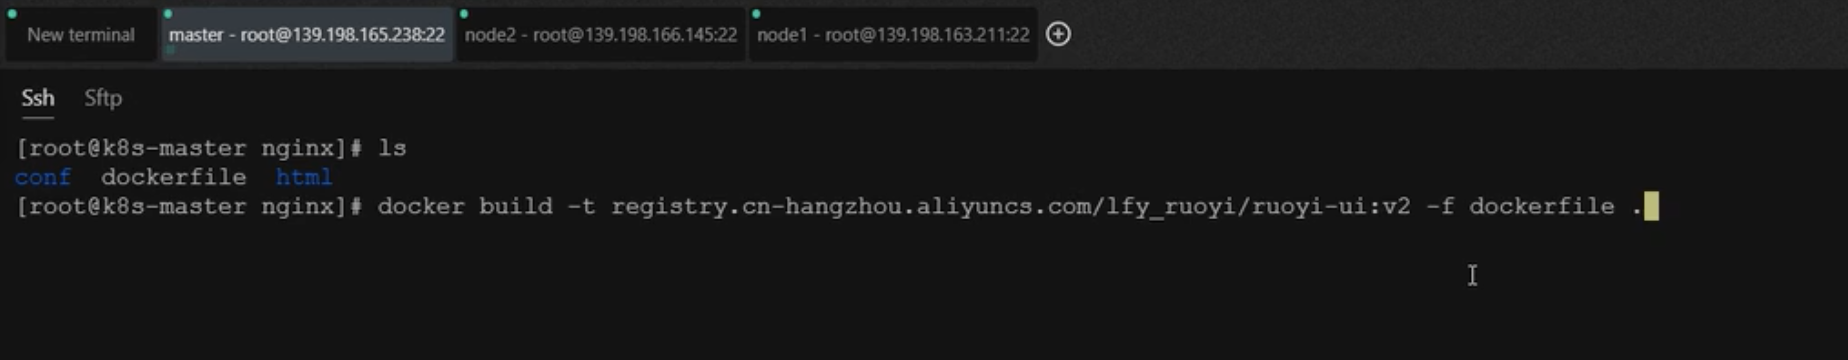 New terminal master - root@139.198.165.238:22 node2 - root@139.198.166.145:22 node1 - root@139.198.163.211:22
Ssh Sftp
[root@k8s-master nginx]# ls
conf dockerfile html
[root@k8s-master nginx]# docker build -t registry.cn-hangzhou.aliyuncs.com/lfy_ruoyi/ruoyi-ui:v2 -f dockerfile .